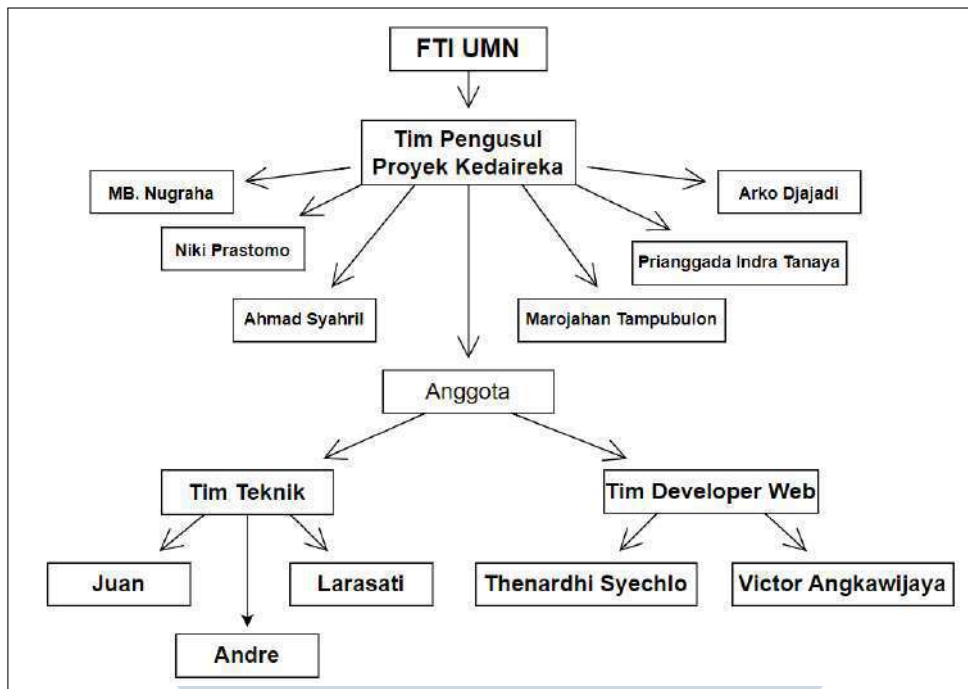 FTI UMN
Tim Pengusul
Proyek Kedaireka
MB. Nugraha
Arko Djajadi
Niki Prastomo
Prianggada Indra Tanaya
Ahmad Syahril
Marojahan Tampubulon
Anggota
Tim Teknik
Tim Developer Web
Juan
Larasati
Thenardhi Syechlo
Victor Angkawijaya
Andre